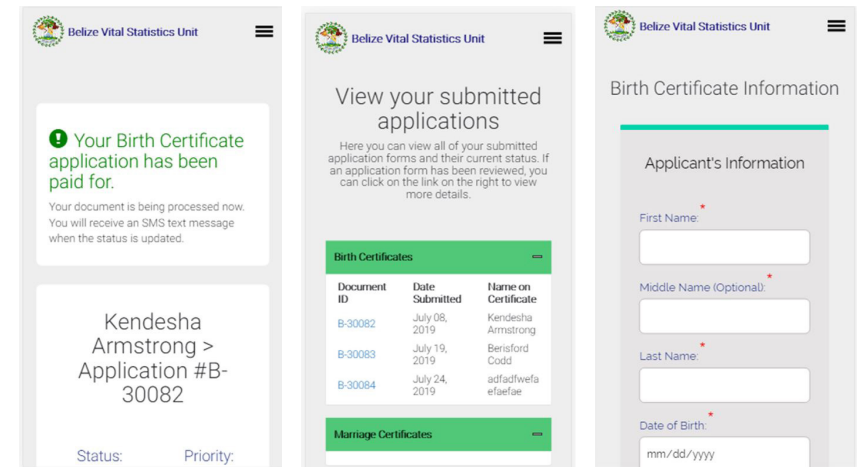 Belize Vital Statistics Unit
Your Birth Certificate
application has been
paid for.
Your document is being processed now.
You will receive an SMS text message
when the status is updated.
Kendesha
Armstrong >
Application #B-
30082
Status: Priority:
Belize Vital Statistics Unit
View your submitted
applications
Here you can view all of your submitted
application forms and their current status. If
an application form has been reviewed, you
can click on the link on the right to view
more details.
Birth Certificates
Document ID Date Submitted Name on Certificate
B-30082 July 08, 2019 Kendesha Armstrong
B-30083 July 19, 2019 Berisford Codd
B-30084 July 24, 2019 adfadfwefa efaefae
Marriage Certificates
Belize Vital Statistics Unit
Birth Certificate Information
Applicant's Information
First Name: *
Middle Name (Optional): *
Last Name: *
Date of Birth: *
mm/dd/yyyy